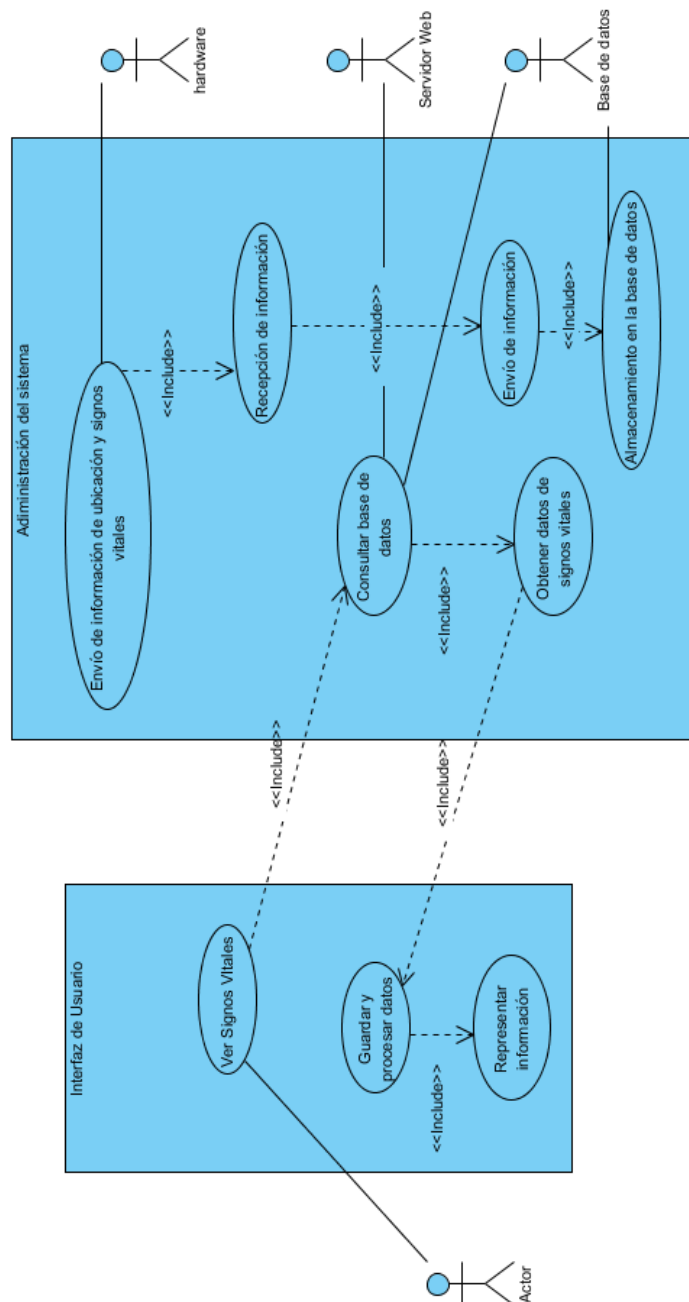 Interfaz de Usuario
Ver Signos VItales
Guardar y
procesar datos
<<Include>>
Representar
información
Actor
<<Include>>
<<Include>>
Adiministración del sistema
Envío de información de ubicación y signos
vitales
<<Include>>
Recepción de información
<<Include>>
Consultar base de
datos
<<Include>>
Envío de información
<<Include>>
Obtener datos de
signos vitales
Almacenamiento en la base de datos
hardware
Servidor Web
Base de datos